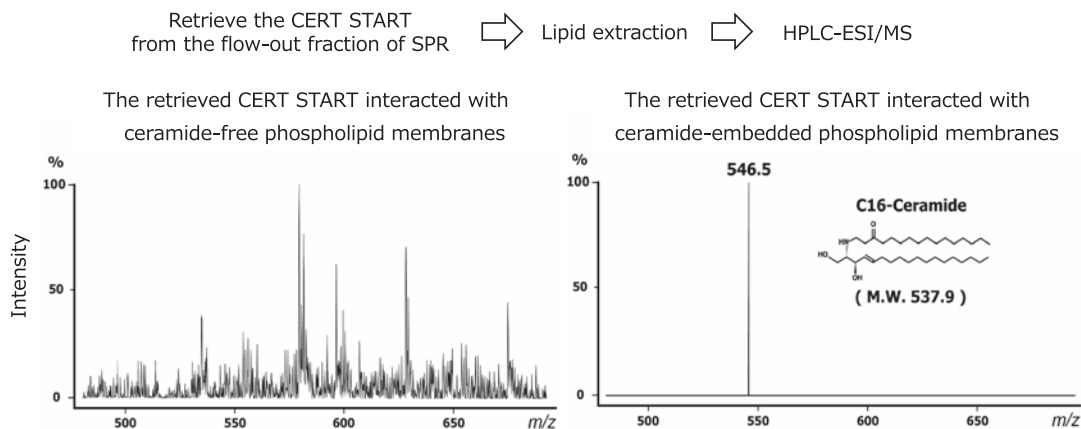 Retrieve the CERT START
from the flow-out fraction of SPR
Lipid extraction
HPLC-ESI/MS
The retrieved CERT START interacted with
ceramide-free phospholipid membranes
The retrieved CERT START interacted with
ceramide-embedded phospholipid membranes
Intensity
%
100
50
0
500
550
600
650
m/z
%
100
50
0
546.5
C16-Ceramide
O
HN
HO
OH
( M.W. 537.9 )
500
550
600
650
m/z